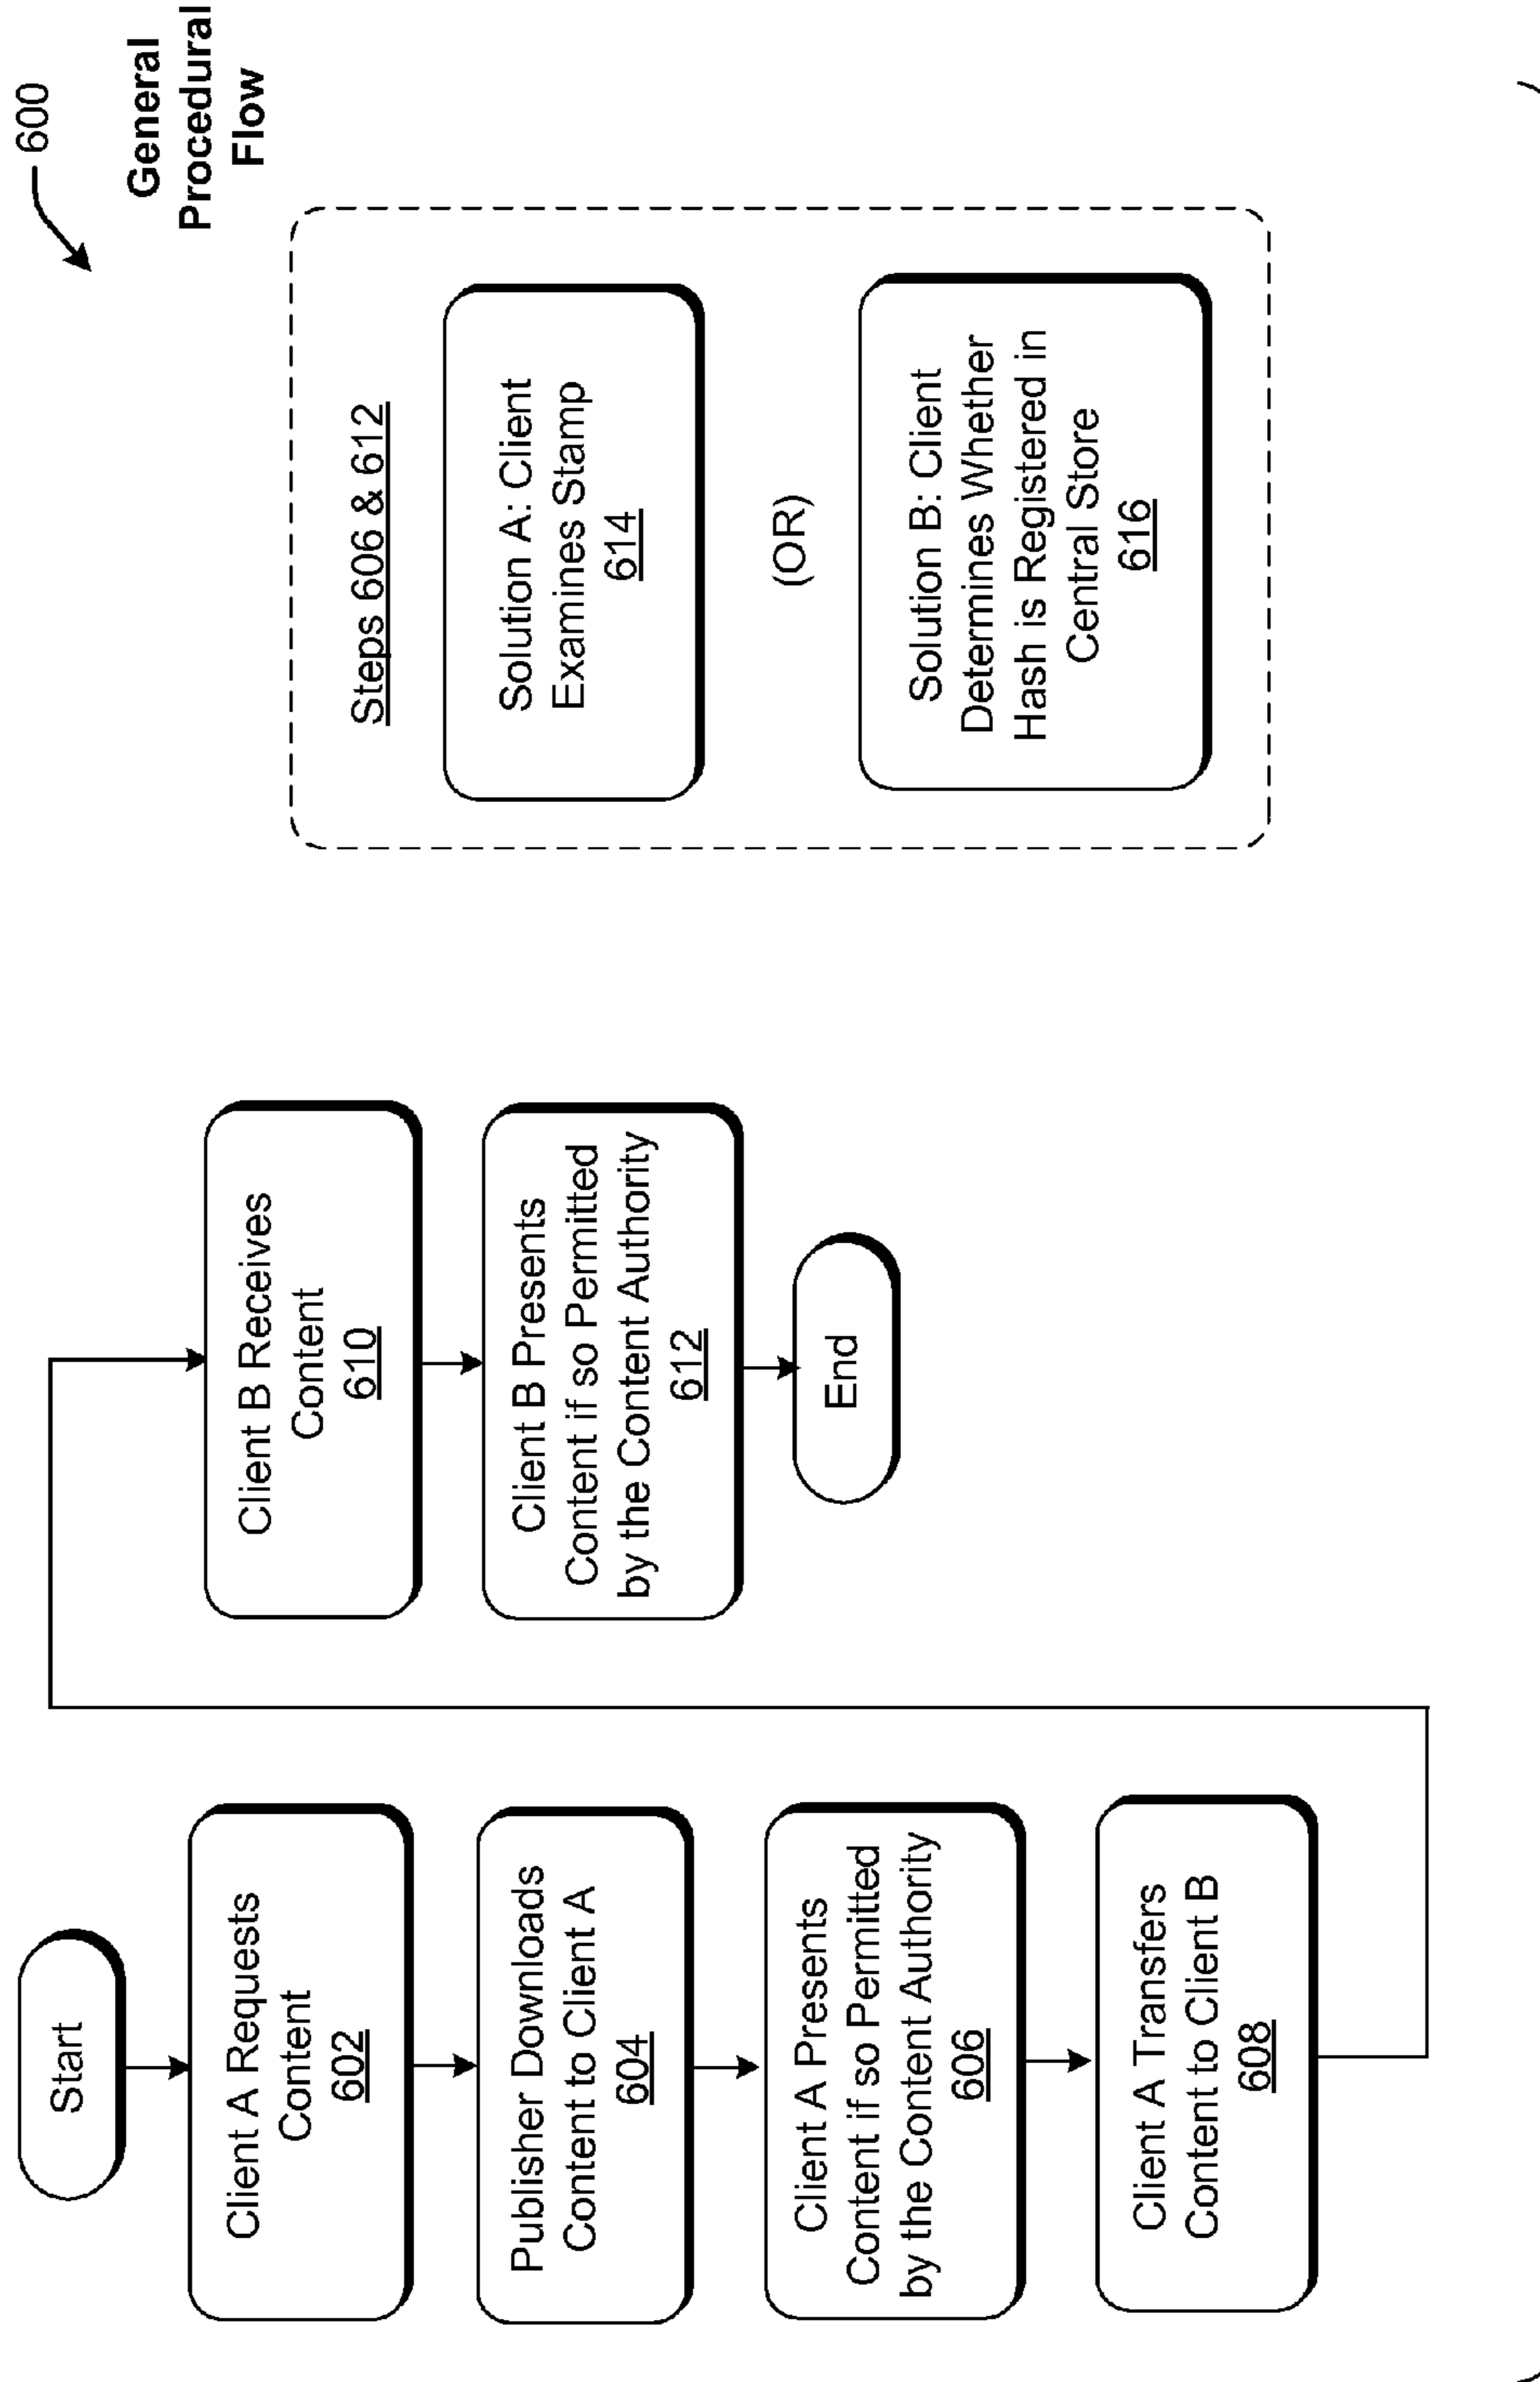 600
General
Procedural
Flow
Start
Client A Requests
Content
602
Publisher Downloads
Content to Client A
604
Client A Presents
Content if so Permitted
by the Content Authority
606
Client A Transfers
Content to Client B
608
Client B Receives
Content
610
Client B Presents
Content if so Permitted
by the Content Authority
612
End
Steps 606 & 612
Solution A: Client
Examines Stamp
614
(OR)
Solution B: Client
Determines Whether
Hash is Registered in
Central Store
616